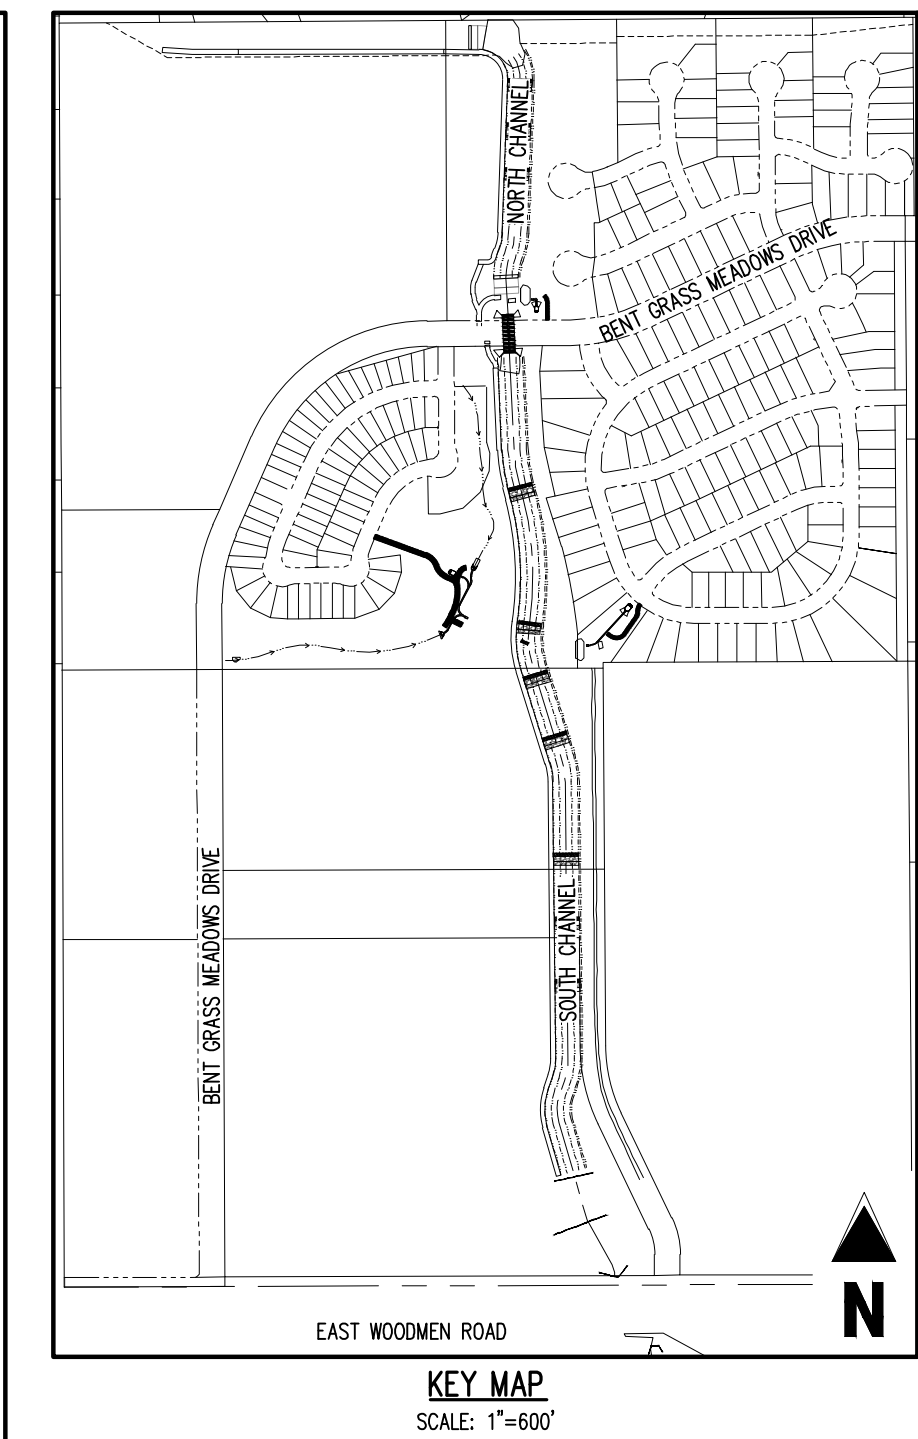 NORTH CHANNEL
BENT GRASS MEADOWS DRIVE
BENT GRASS MEADOWS DRIVE
SOUTH CHANNEL
N
EAST WOODMEN ROAD
KEY MAP
SCALE: 1"=600'